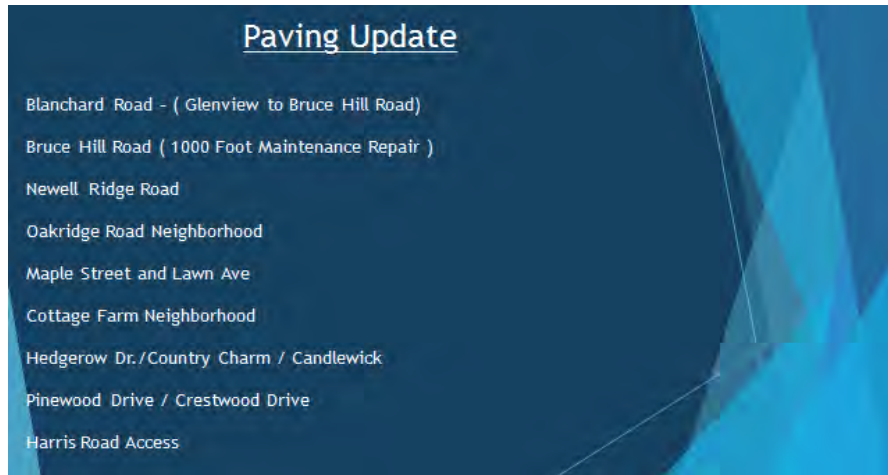 Paving Update
Blanchard Road - ( Glenview to Bruce Hill Road)
Bruce Hill Road ( 1000 Foot Maintenance Repair )
Newell Ridge Road
Oakridge Road Neighborhood
Maple Street and Lawn Ave
Cottage Farm Neighborhood
Hedgerow Dr./Country Charm / Candlewick
Pinewood Drive / Crestwood Drive
Harris Road Access